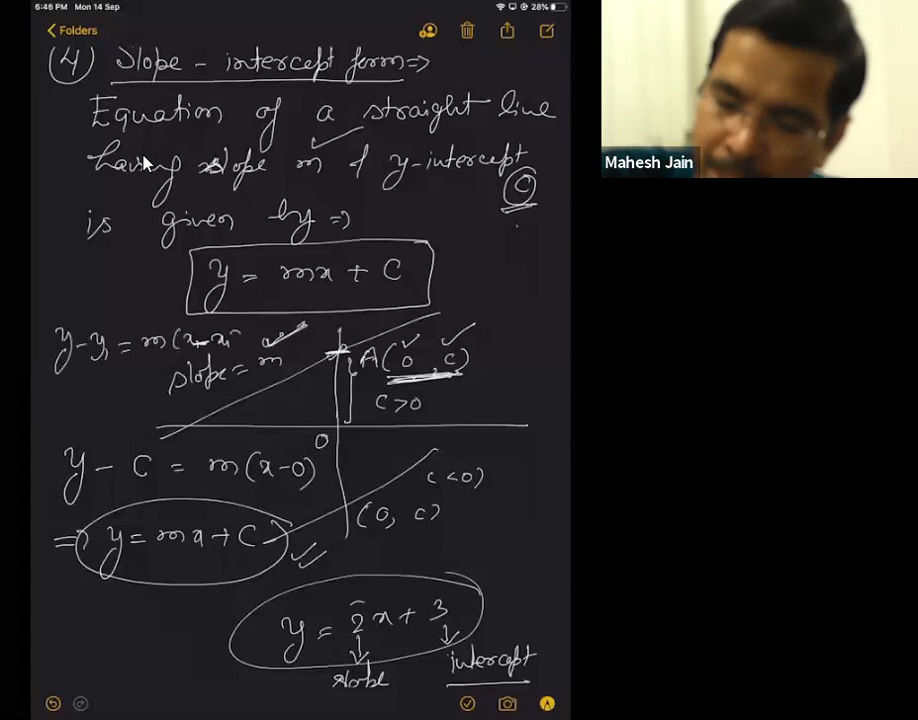 6:46 PM Mon 14 Sep
28%
Folders
(4) Slope - intercept form ⇒
Equation of a straight line
having slope m & y-intercept
C
is given by ⇒
y = mx + C
y-y₁ = m(x-x₁
slope = m
A(0, C)
C>0
0
y - C = m(x-0)
C<0)
(0, C)
⇒ y = mx + C
y = 2x + 3
slope
intercept
Mahesh Jain